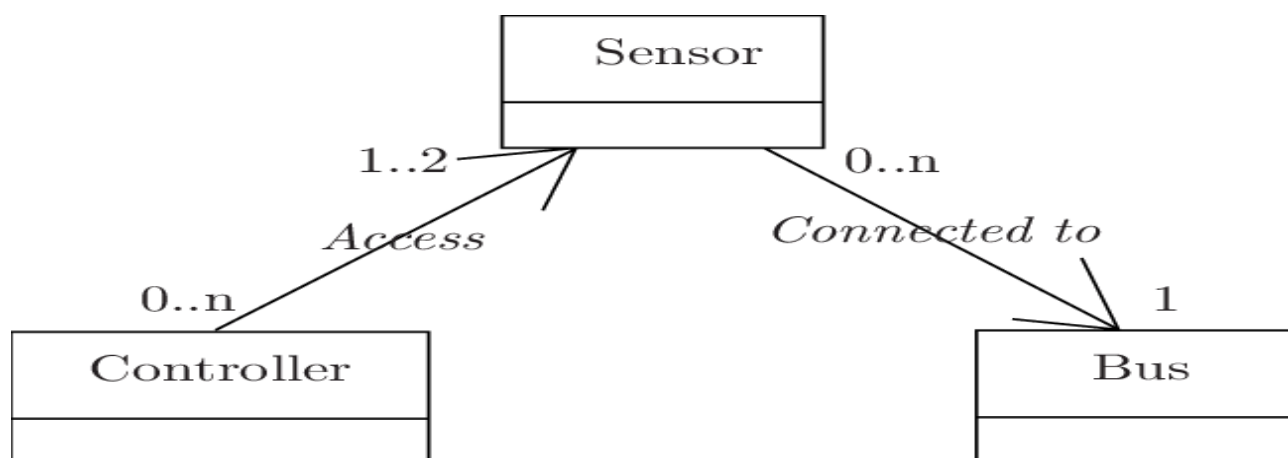 Sensor
1..2
0..n
Access
Connected to
0..n
1
Controller
Bus